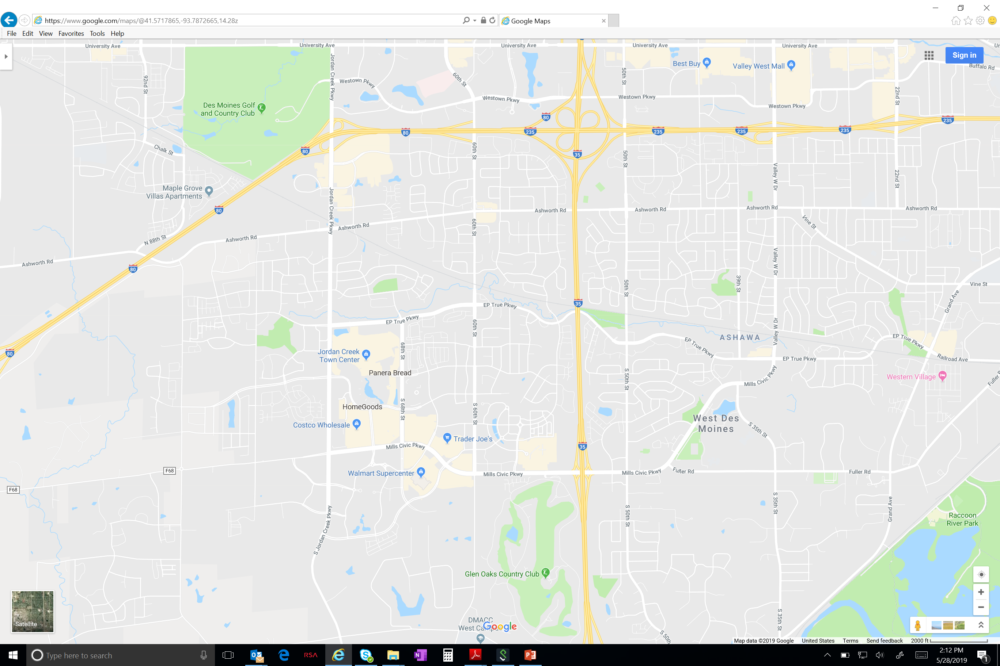 https://www.google.com/maps/@41.5717865,-93.7872665,14.28z
Google Maps
File Edit View Favorites Tools Help
University Ave
University Ave
University Ave
University Ave
University Ave
Sign in
Best Buy
Valley West Mall
Buffalo Rd
92nd St
Jordan Creek Pkwy
Westown Pkwy
60th St
50th St
22nd St
Westown Pkwy
Westown Pkwy
Westown Pkwy
Des Moines Golf
and Country Club
80
80
235
235
235
235
235
80
35
Chalk St
60th St
50th St
Valley W Dr
22nd St
Maple Grove
Villas Apartments
80
Jordan Creek Pkwy
Ashworth Rd
Ashworth Rd
Ashworth Rd
Ashworth Rd
Ashworth Rd
60th St
Vine St
N 88th St
Ashworth Rd
Ashworth Rd
80
Valley W Dr
50th St
39th St
Vine St
Grand Ave
EP True Pkwy
35
EP True Pkwy
60th St
Valley W Dr
ASHAWA
EP True Pkwy
EP True Pkwy
80
Jordan Creek
Town Center
68th St
EP True Pkwy
Railroad Ave
Panera Bread
S 50th St
Mills Civic Pkwy
Western Village
HomeGoods
S 68th St
S 60th St
West Des
Moines
Costco Wholesale
S 35th St
Trader Joe's
Mills Civic Pkwy
35
F68
Walmart Supercenter
Mills Civic Pkwy
Mills Civic Pkwy
Fuller Rd
Fuller Rd
F68
S 35th St
Grand Ave
S Jordan Creek Pkwy
S 50th St
Raccoon
River Park
Glen Oaks Country Club
S 35th St
DMACC
Google
S 50th
Satellite
Map data ©2019 Google United States Terms Send feedback 2000 ft
Type here to search
RSA
2:12 PM
5/28/2019
1